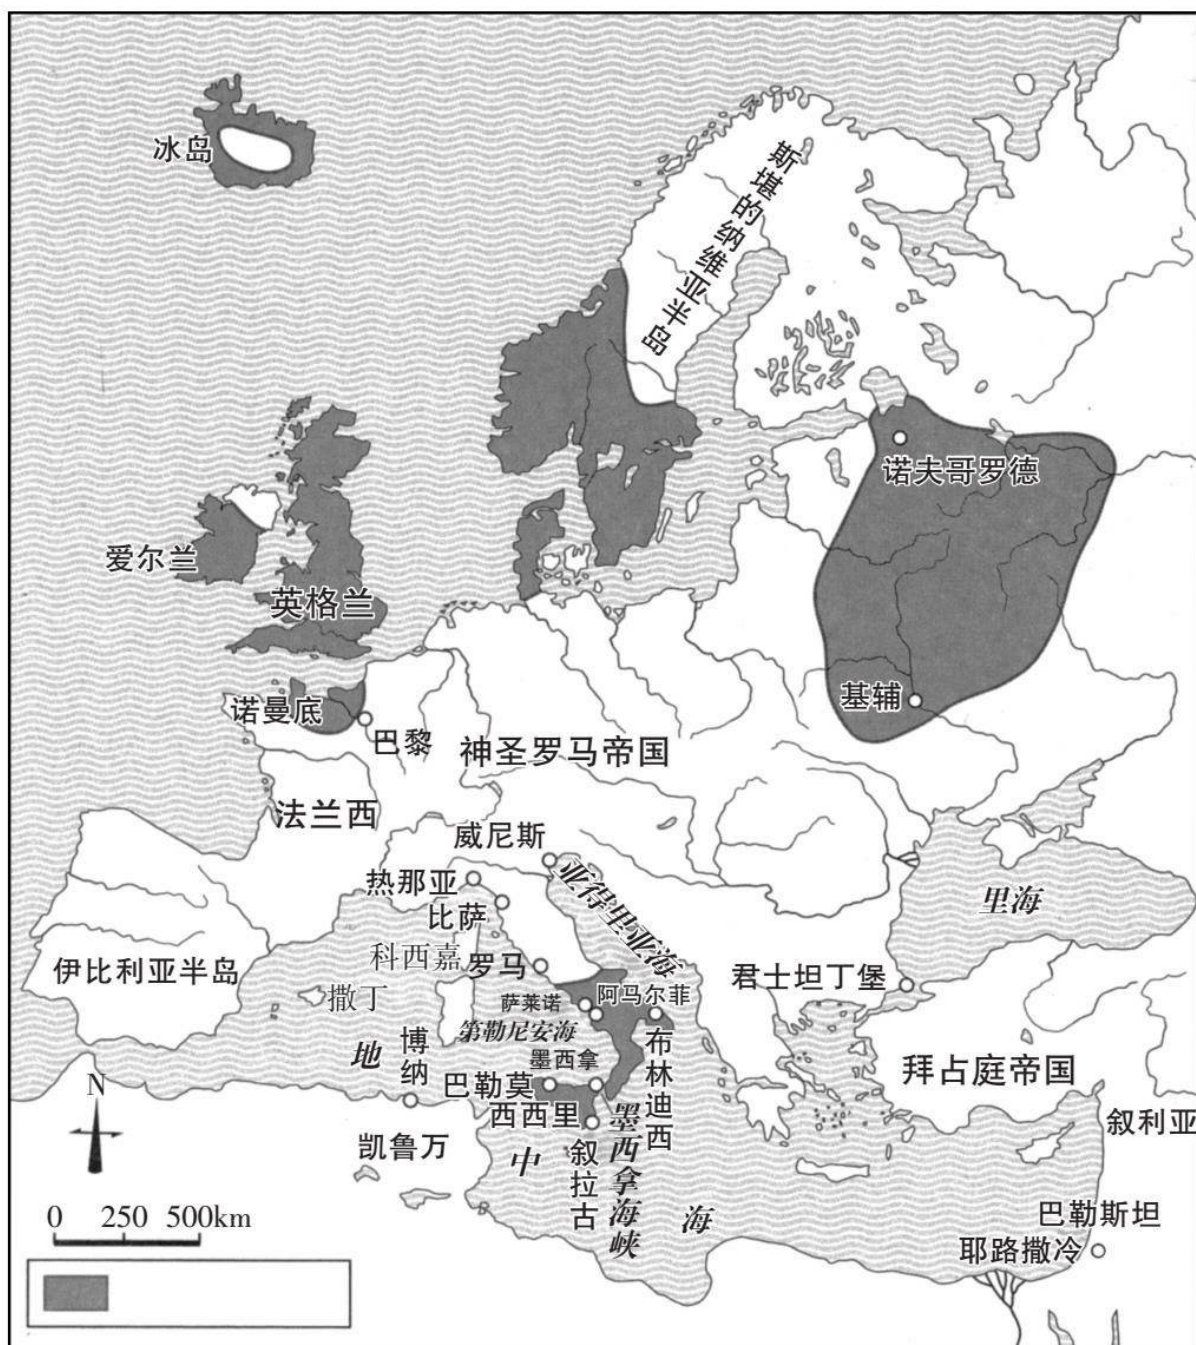 冰岛
斯堪的纳维亚半岛
诺夫哥罗德
爱尔兰
英格兰
基辅
诺曼底
巴黎
神圣罗马帝国
法兰西
威尼斯
热那亚
亚得里亚海
里海
比萨
科西嘉
罗马
伊比利亚半岛
君士坦丁堡
撒丁
萨莱诺
阿马尔菲
第勒尼安海
布林迪西
地
博纳
墨西拿
巴勒莫
拜占庭帝国
N
西西里
墨西拿海峡
叙利亚
凯鲁万
中
叙拉古
海
0 250 500km
巴勒斯坦
耶路撒冷